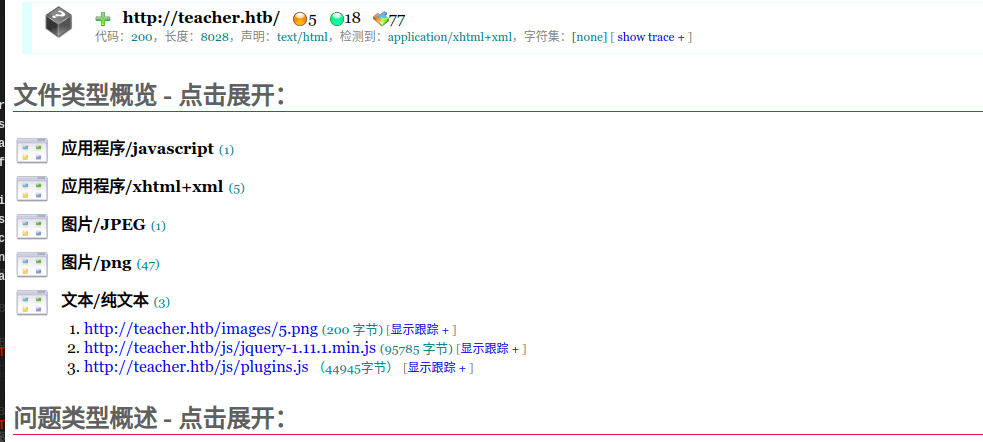 http://teacher.htb/ 5 18 77
代码：200，长度：8028，声明：text/html，检测到：application/xhtml+xml，字符集：[none] [ show trace + ]
文件类型概览 - 点击展开：
应用程序/javascript (1)
应用程序/xhtml+xml (5)
图片/JPEG (1)
图片/png (47)
文本/纯文本 (3)
1. http://teacher.htb/images/5.png (200 字节) [显示跟踪 + ]
2. http://teacher.htb/js/jquery-1.11.1.min.js (95785 字节) [显示跟踪 + ]
3. http://teacher.htb/js/plugins.js （44945字节） [显示跟踪 + ]
问题类型概述 - 点击展开：